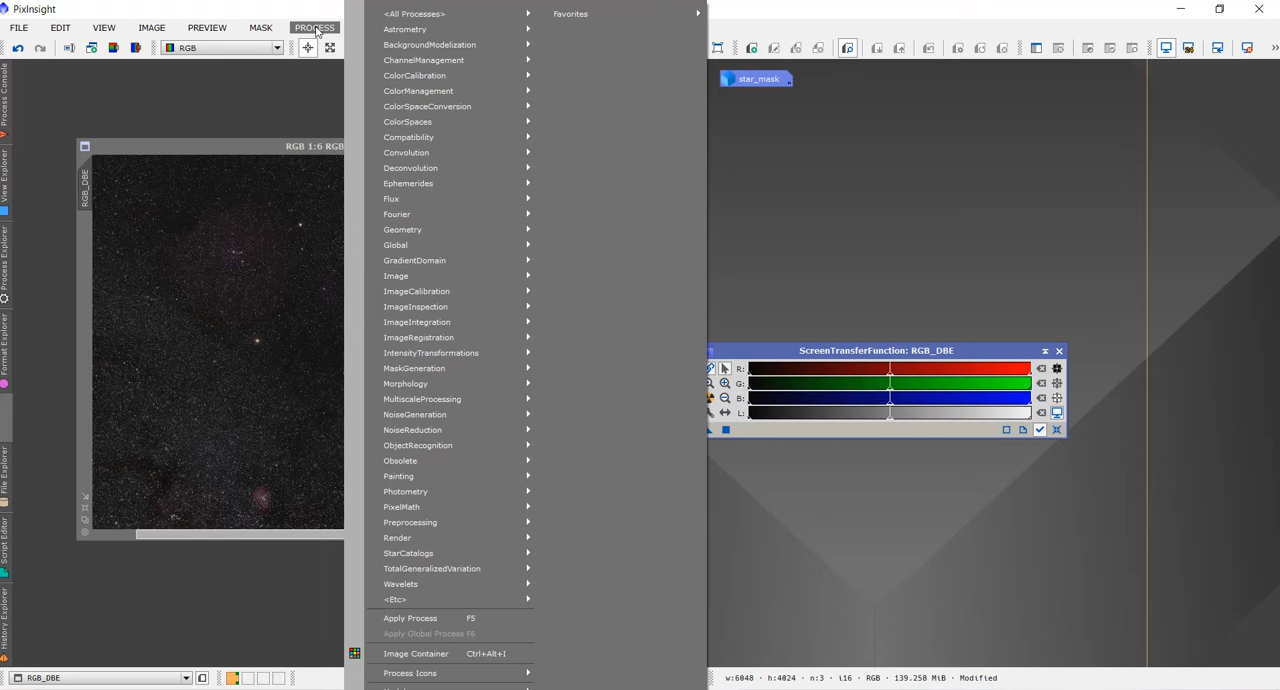 PixInsight
FILE EDIT VIEW IMAGE PREVIEW MASK PROCESS
RGB
Process Console
View Explorer
Process Explorer
Format Explorer
File Explorer
Script Editor
History Explorer
RGB 1:6 RGB
RGB_DBE
<All Processes>
Astrometry
BackgroundModelization
ChannelManagement
ColorCalibration
ColorManagement
ColorSpaceConversion
ColorSpaces
Compatibility
Convolution
Deconvolution
Ephemerides
Flux
Fourier
Geometry
Global
GradientDomain
Image
ImageCalibration
ImageInspection
ImageIntegration
ImageRegistration
IntensityTransformations
MaskGeneration
Morphology
MultiscaleProcessing
NoiseGeneration
NoiseReduction
ObjectRecognition
Obsolete
Painting
Photometry
PixelMath
Preprocessing
Render
StarCatalogs
TotalGeneralizedVariation
Wavelets
<Etc>
Apply Process F5
Apply Global Process F6
Image Container Ctrl+Alt+I
Process Icons
Favorites
star_mask
ScreenTransferFunction: RGB_DBE
R:
G:
B:
L:
RGB_DBE
w:6048 · h:4024 · n:3 · i16 · RGB · 139.258 MiB · Modified